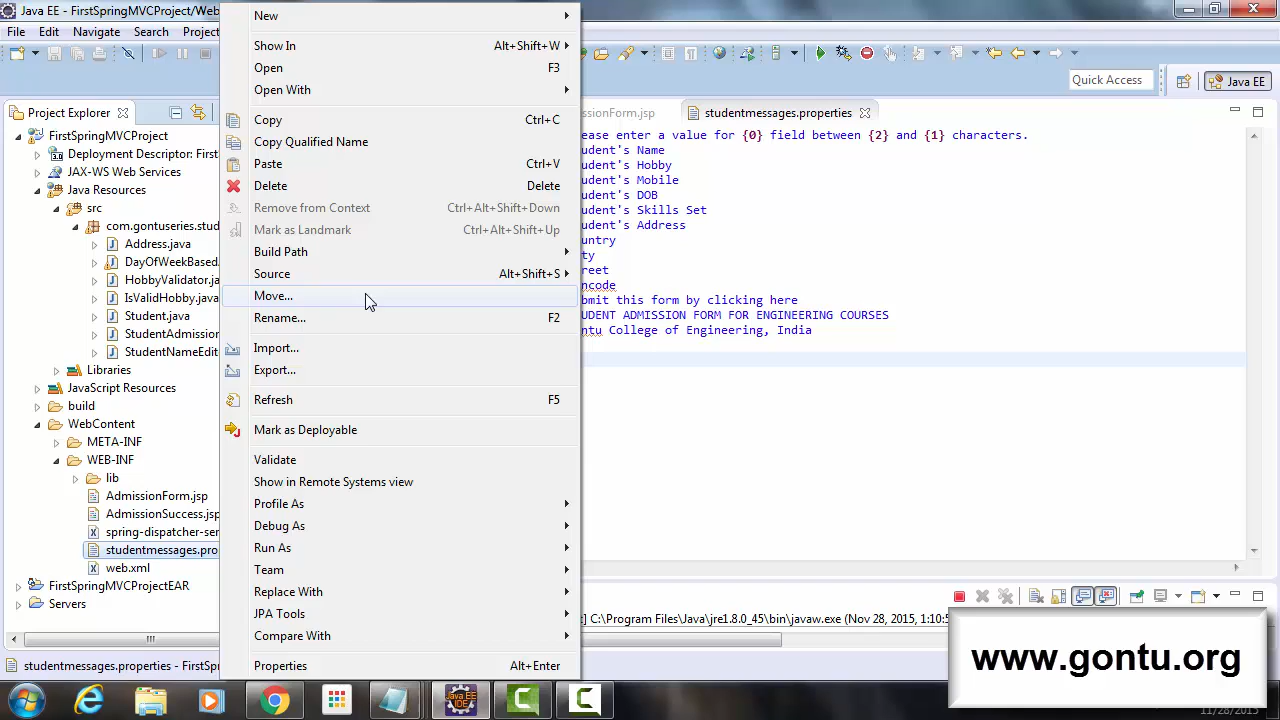 Java EE - FirstSpringMVCProject/Web
File Edit Navigate Search Project
Quick Access
Java EE
Project Explorer
FirstSpringMVCProject
Deployment Descriptor: First
JAX-WS Web Services
Java Resources
src
com.gontuseries.stud
Address.java
DayOfWeekBased
HobbyValidator.ja
IsValidHobby.java
Student.java
StudentAdmission
StudentNameEdit
Libraries
JavaScript Resources
build
WebContent
META-INF
WEB-INF
lib
AdmissionForm.jsp
AdmissionSuccess.jsp
spring-dispatcher-ser
studentmessages.pro
web.xml
FirstSpringMVCProjectEAR
Servers
studentmessages.properties - FirstSpr
New
Show In Alt+Shift+W
Open F3
Open With
Copy Ctrl+C
Copy Qualified Name
Paste Ctrl+V
Delete Delete
Remove from Context Ctrl+Alt+Shift+Down
Mark as Landmark Ctrl+Alt+Shift+Up
Build Path
Source Alt+Shift+S
Move...
Rename... F2
Import...
Export...
Refresh F5
Mark as Deployable
Validate
Show in Remote Systems view
Profile As
Debug As
Run As
Team
Replace With
JPA Tools
Compare With
Properties Alt+Enter
ssionForm.jsp
studentmessages.properties
ease enter a value for {0} field between {2} and {1} characters.
udent's Name
udent's Hobby
udent's Mobile
udent's DOB
udent's Skills Set
udent's Address
untry
ty
reet
ncode
bmit this form by clicking here
UDENT ADMISSION FORM FOR ENGINEERING COURSES
ntu College of Engineering, India
] C:\Program Files\Java\jre1.8.0_45\bin\javaw.exe (Nov 28, 2015, 1:10:5
www.gontu.org
Java EE
IDE
11/28/2015